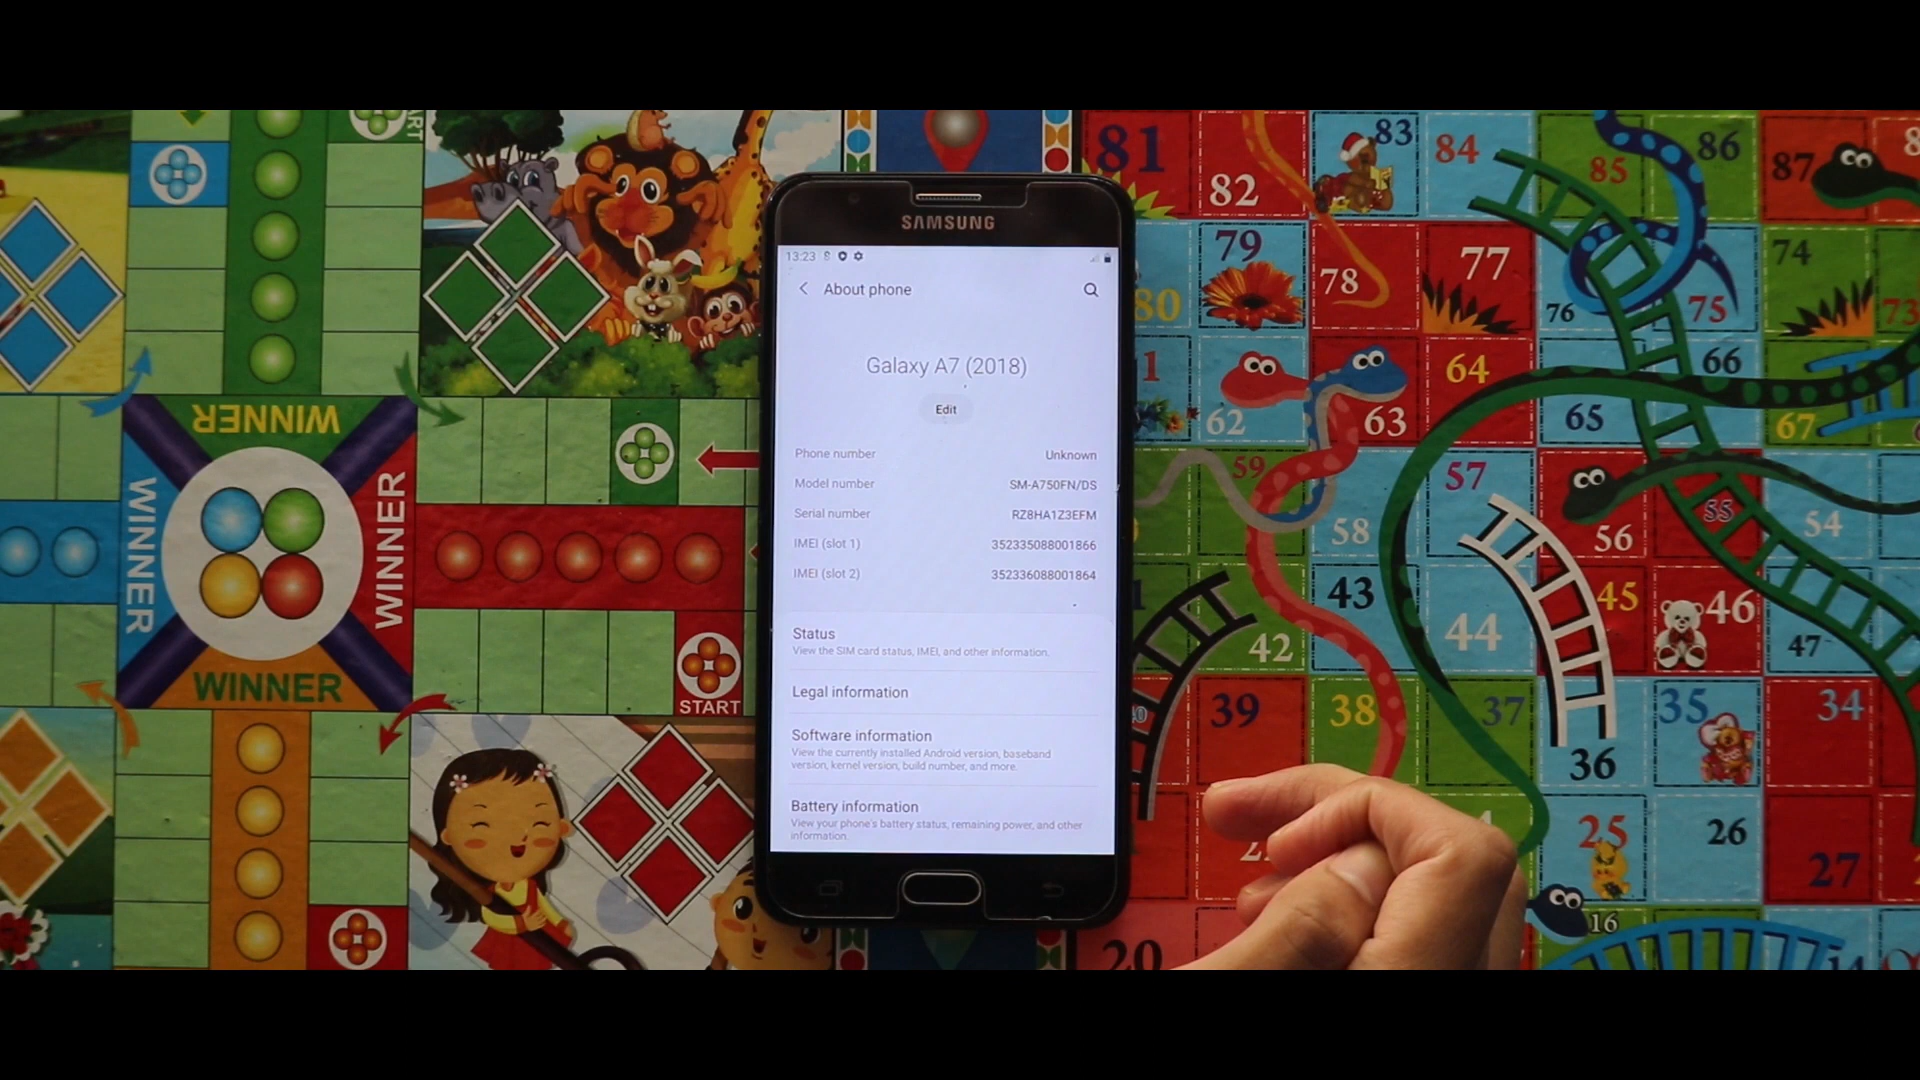 SAMSUNG
13:23
About phone
Galaxy A7 (2018)
Edit
Phone number Unknown
Model number SM-A750FN/DS
Serial number RZ8HA1Z3EFM
IMEI (slot 1) 352335088001866
IMEI (slot 2) 352336088001864
Status
View the SIM card status, IMEI, and other information.
Legal information
Software information
View the currently installed Android version, baseband
version, kernel version, build number, and more.
Battery information
View your phone's battery status, remaining power, and other
information.
WINNER
WINNER
WINNER
WINNER
START
81 82 83 84 85 86 87
80 79 78 77 76 75 74 73
62 63 64 65 66 67
59 58 57 56 55 54
42 43 44 45 46 47
39 38 37 36 35 34
25 26 27
20 16